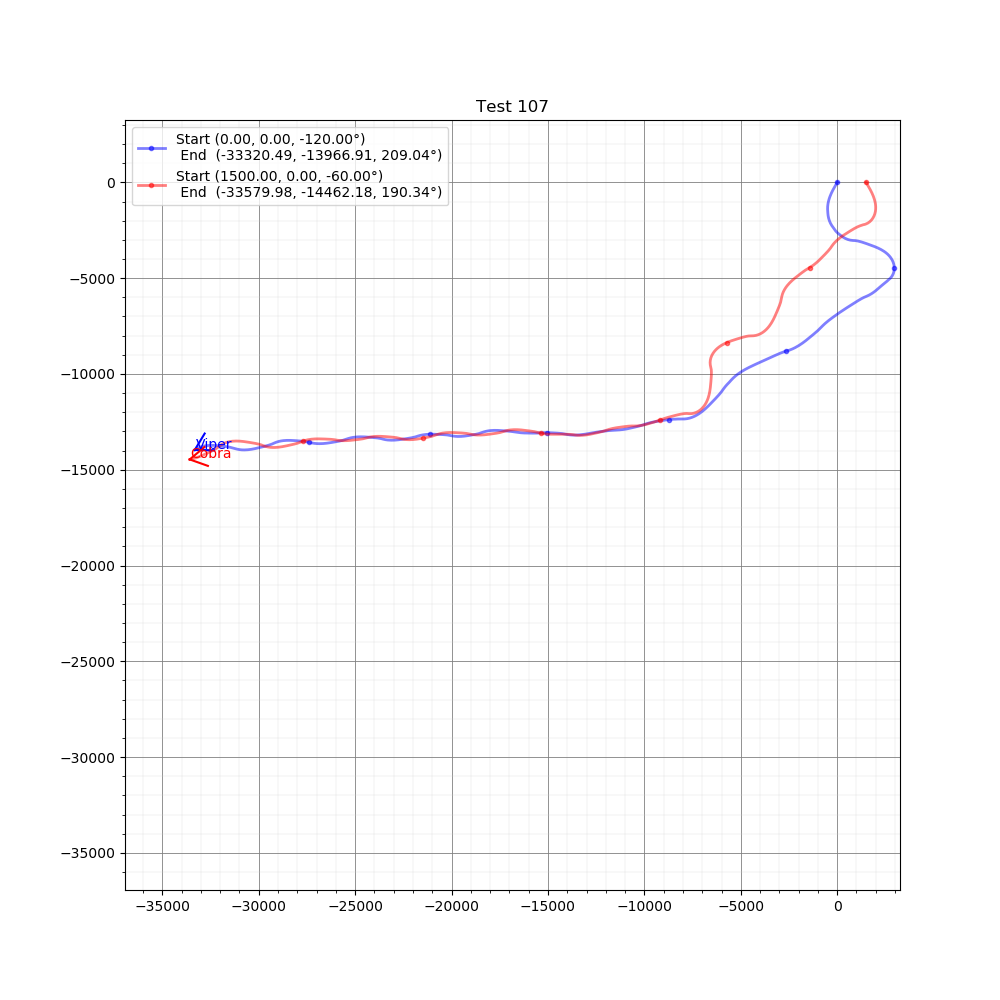 Test 107
Start (0.00, 0.00, -120.00°)
End (-33320.49, -13966.91, 209.04°)
Start (1500.00, 0.00, -60.00°)
End (-33579.98, -14462.18, 190.34°)
0
−5000
−10000
−15000
−20000
−25000
−30000
−35000
Viper
Cobra
−35000 −30000 −25000 −20000 −15000 −10000 −5000 0